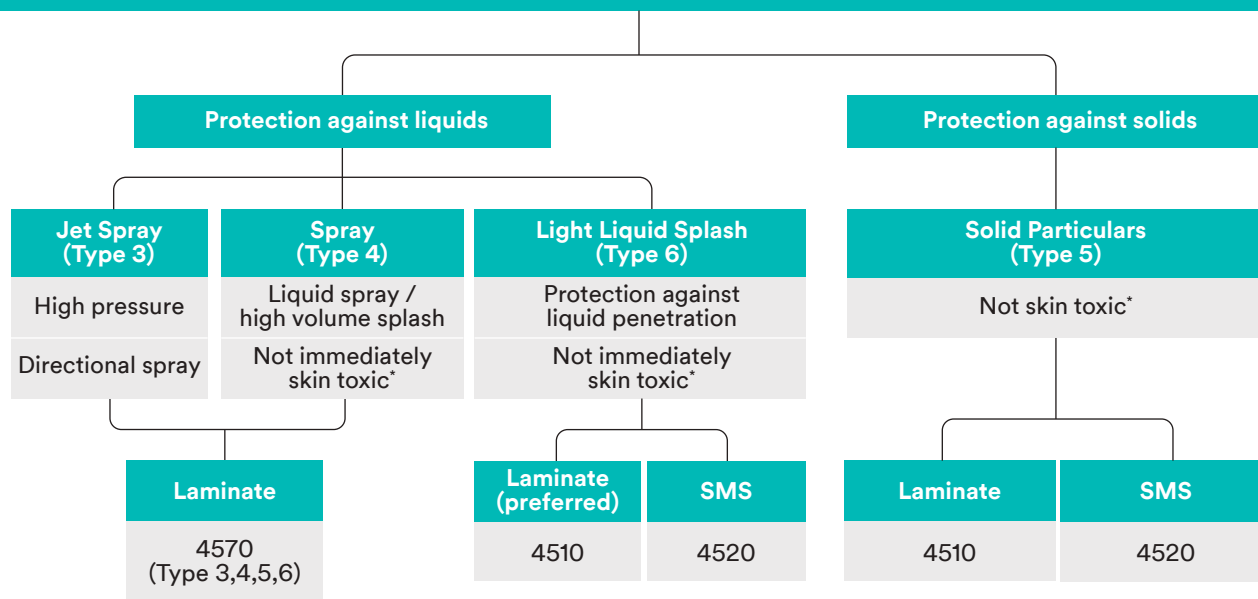 Protection against liquids
Protection against solids
Jet Spray
(Type 3)
High pressure
Directional spray
Spray
(Type 4)
Liquid spray /
high volume splash
Not immediately
skin toxic*
Light Liquid Splash
(Type 6)
Protection against
liquid penetration
Not immediately
skin toxic*
Solid Particulars
(Type 5)
Not skin toxic*
Laminate
4570
(Type 3,4,5,6)
Laminate
(preferred)
4510
SMS
4520
Laminate
4510
SMS
4520